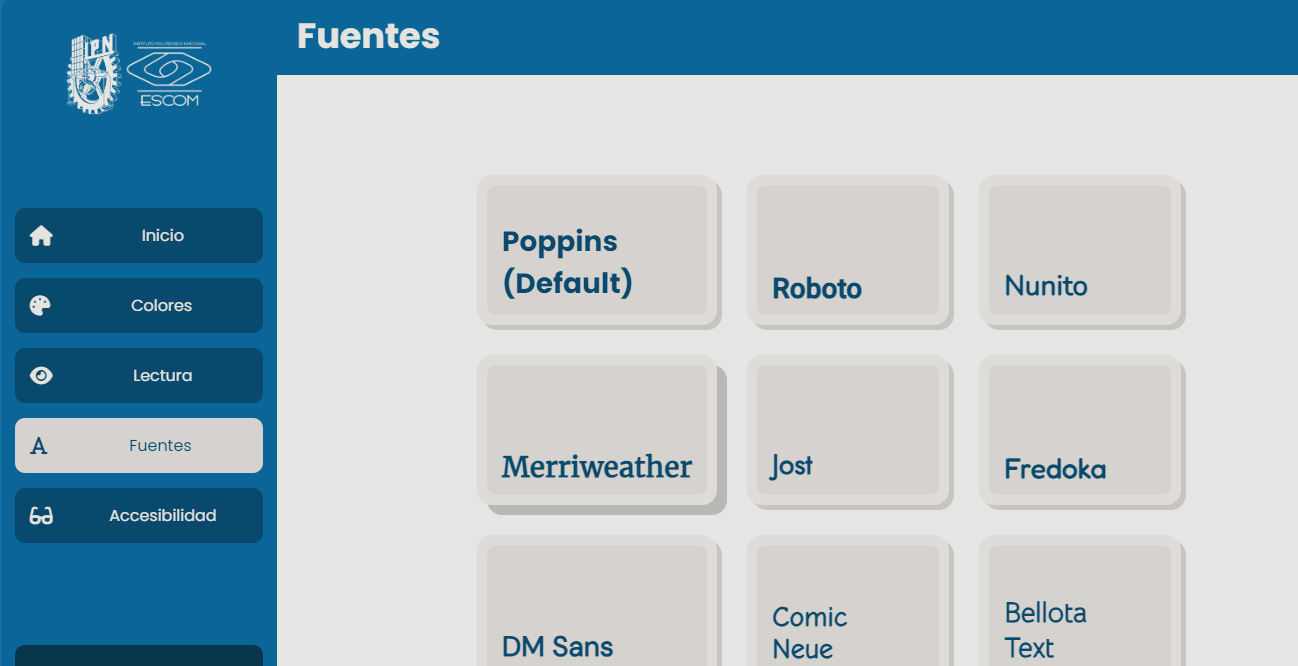 Fuentes
IPN
INSTITUTO POLITÉCNICO NACIONAL
ESCOM
Inicio
Colores
Lectura
Fuentes
Accesibilidad
Poppins
(Default)
Roboto
Nunito
Merriweather
Jost
Fredoka
DM Sans
Comic
Neue
Bellota
Text